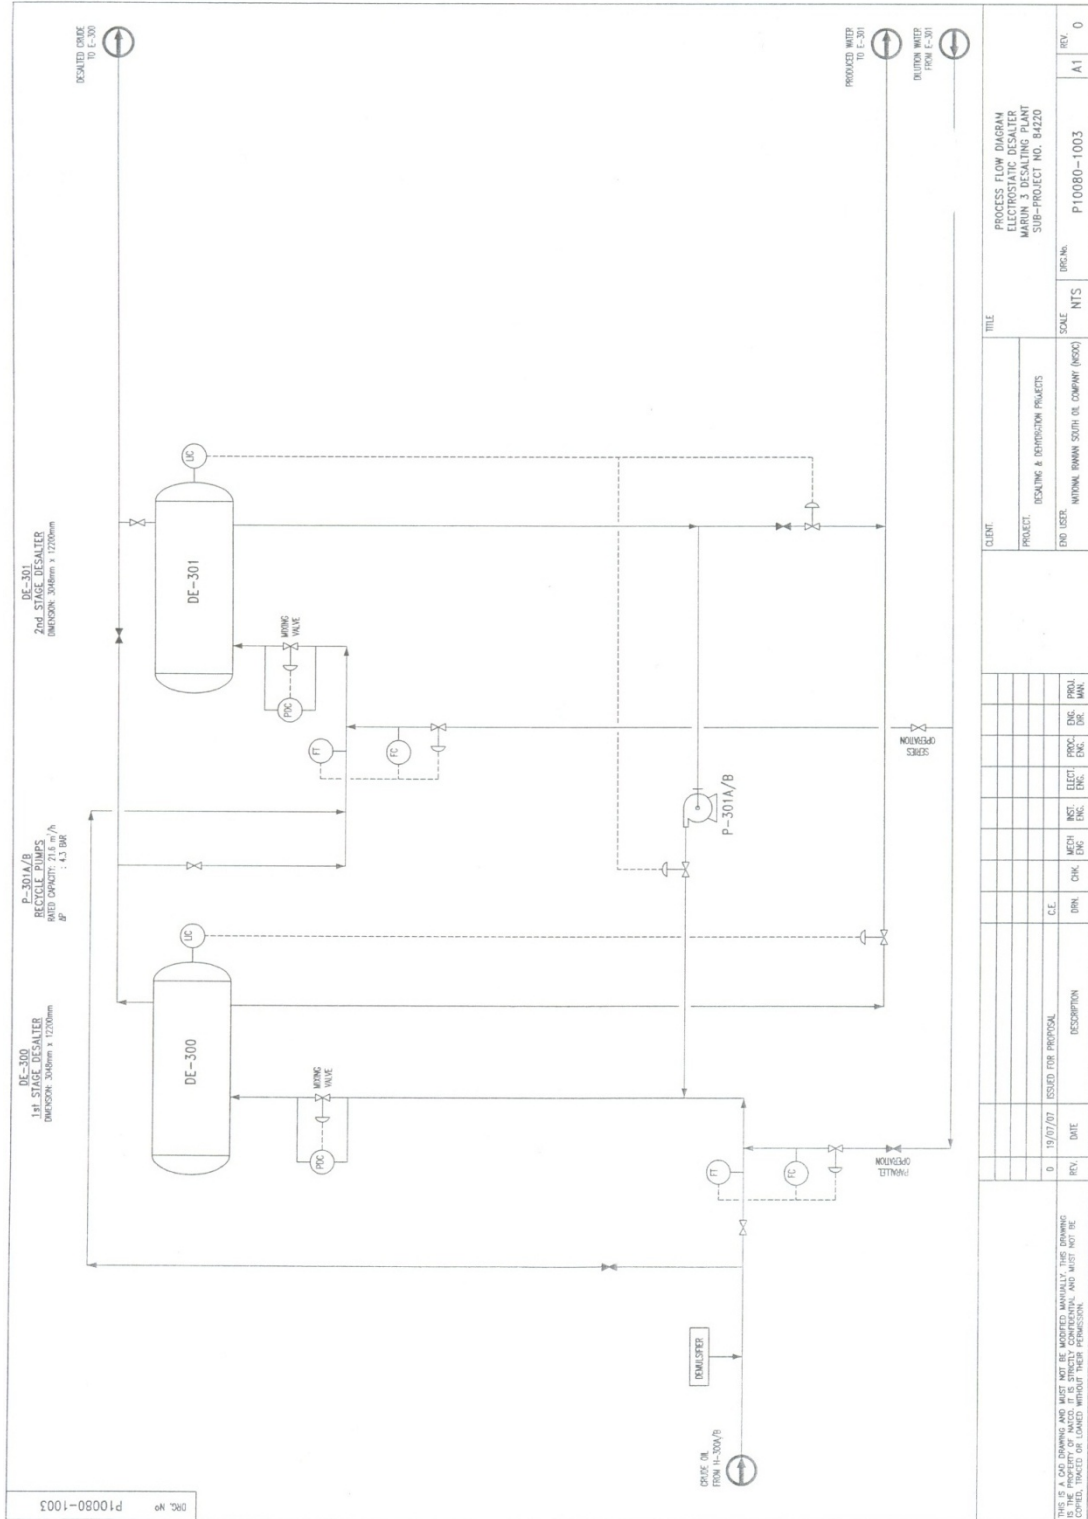 DE-300
1st STAGE DESALTER
DIMENSION: 3048mm x 12200mm
P-301A/B
RECYCLE PUMPS
RATED CAPACITY: 21.6 m³/h
ΔP : 4.3 BAR
DE-301
2nd STAGE DESALTER
DIMENSION: 3048mm x 12200mm
DESALTED CRUDE
TO E-300
DE-300
LIC
PDC
MIXING
VALVE
DE-301
LIC
PDC
MIXING
VALVE
FT
FC
DEMULSIFIER
CRUDE OIL
FROM H-300A/B
FT
FC
PARALLEL
OPERATION
P-301A/B
SERIES
OPERATION
PRODUCED WATER
TO E-301
DILUTION WATER
FROM E-301
DRG. Nº P10080-1003
THIS IS A CAD DRAWING AND MUST NOT BE MODIFIED MANUALLY. THIS DRAWING
IS THE PROPERTY OF NATCO. IT IS STRICTLY CONFIDENTIAL AND MUST NOT BE
COPIED, TRACED OR LOANED WITHOUT THEIR PERMISSION.
0 19/07/07 ISSUED FOR PROPOSAL C.E.
REV. DATE DESCRIPTION DRN. CHK. MECH ENG INST. ENG. ELECT. ENG. PROC. ENG. ENG. DIR. PROJ. MAN.
CLIENT.
PROJECT. DESALTING & DEHYDRATION PROJECTS
END USER. NATIONAL IRANIAN SOUTH OIL COMPANY (NISOC)
TITLE
PROCESS FLOW DIAGRAM
ELECTROSTATIC DESALTER
MARUN 3 DESALTING PLANT
SUB-PROJECT NO. 84220
SCALE NTS
DRG.No. P10080-1003
A1
REV. 0